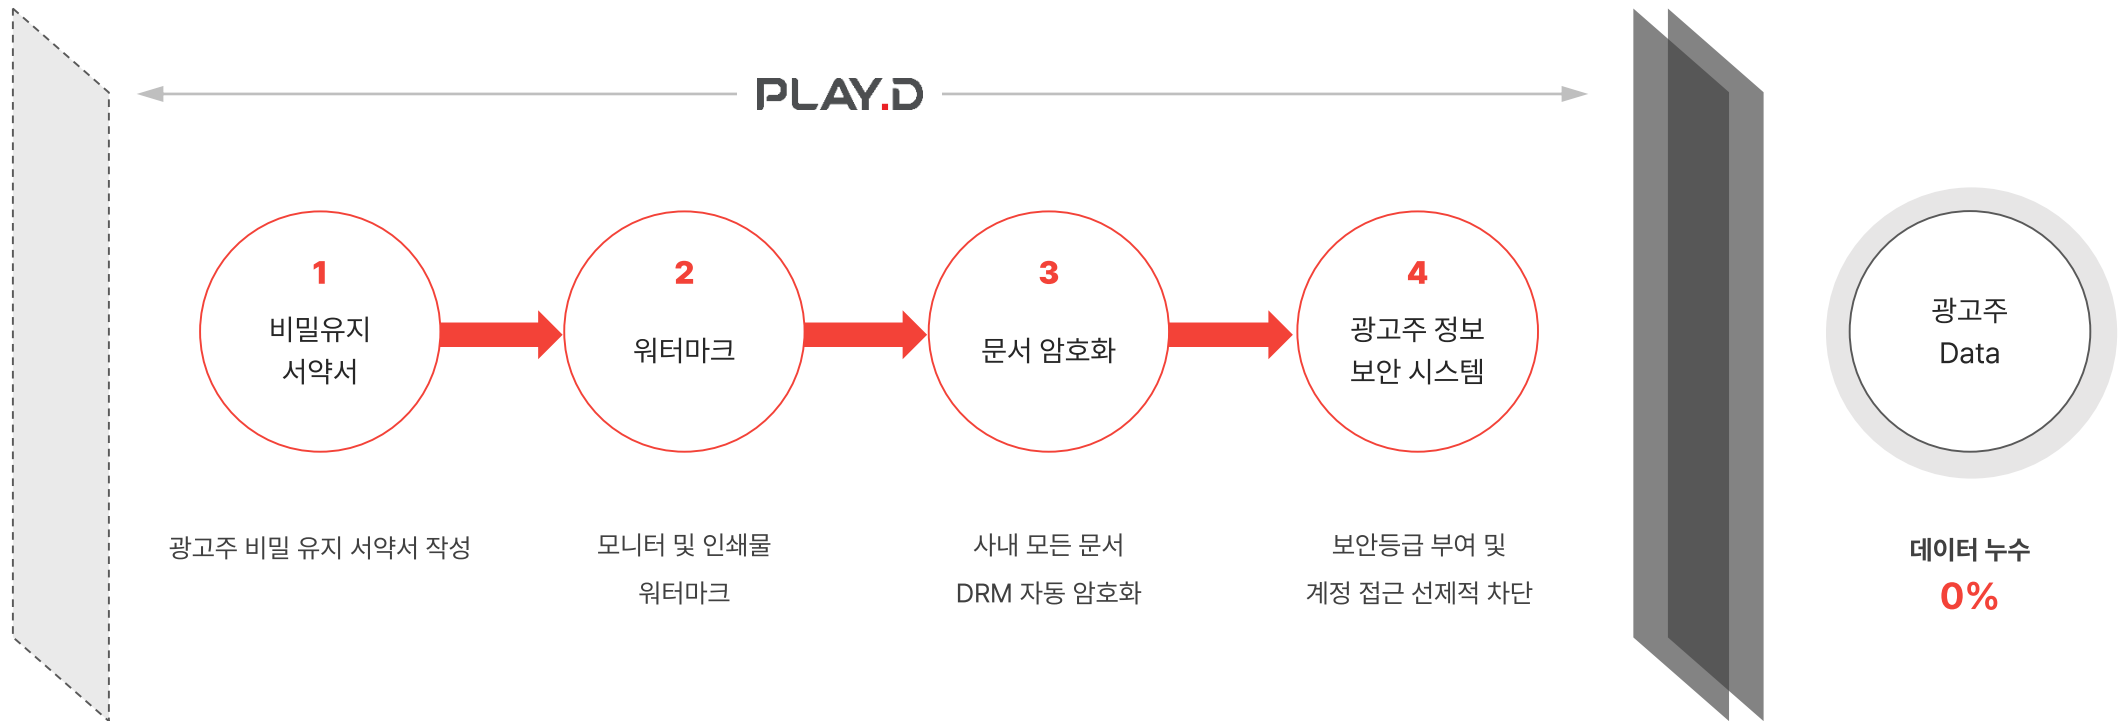 PLAY.D
1
비밀유지
서약서
광고주 비밀 유지 서약서 작성
2
워터마크
모니터 및 인쇄물
워터마크
3
문서 암호화
사내 모든 문서
DRM 자동 암호화
4
광고주 정보
보안 시스템
보안등급 부여 및
계정 접근 선제적 차단
광고주
Data
데이터 누수
0%